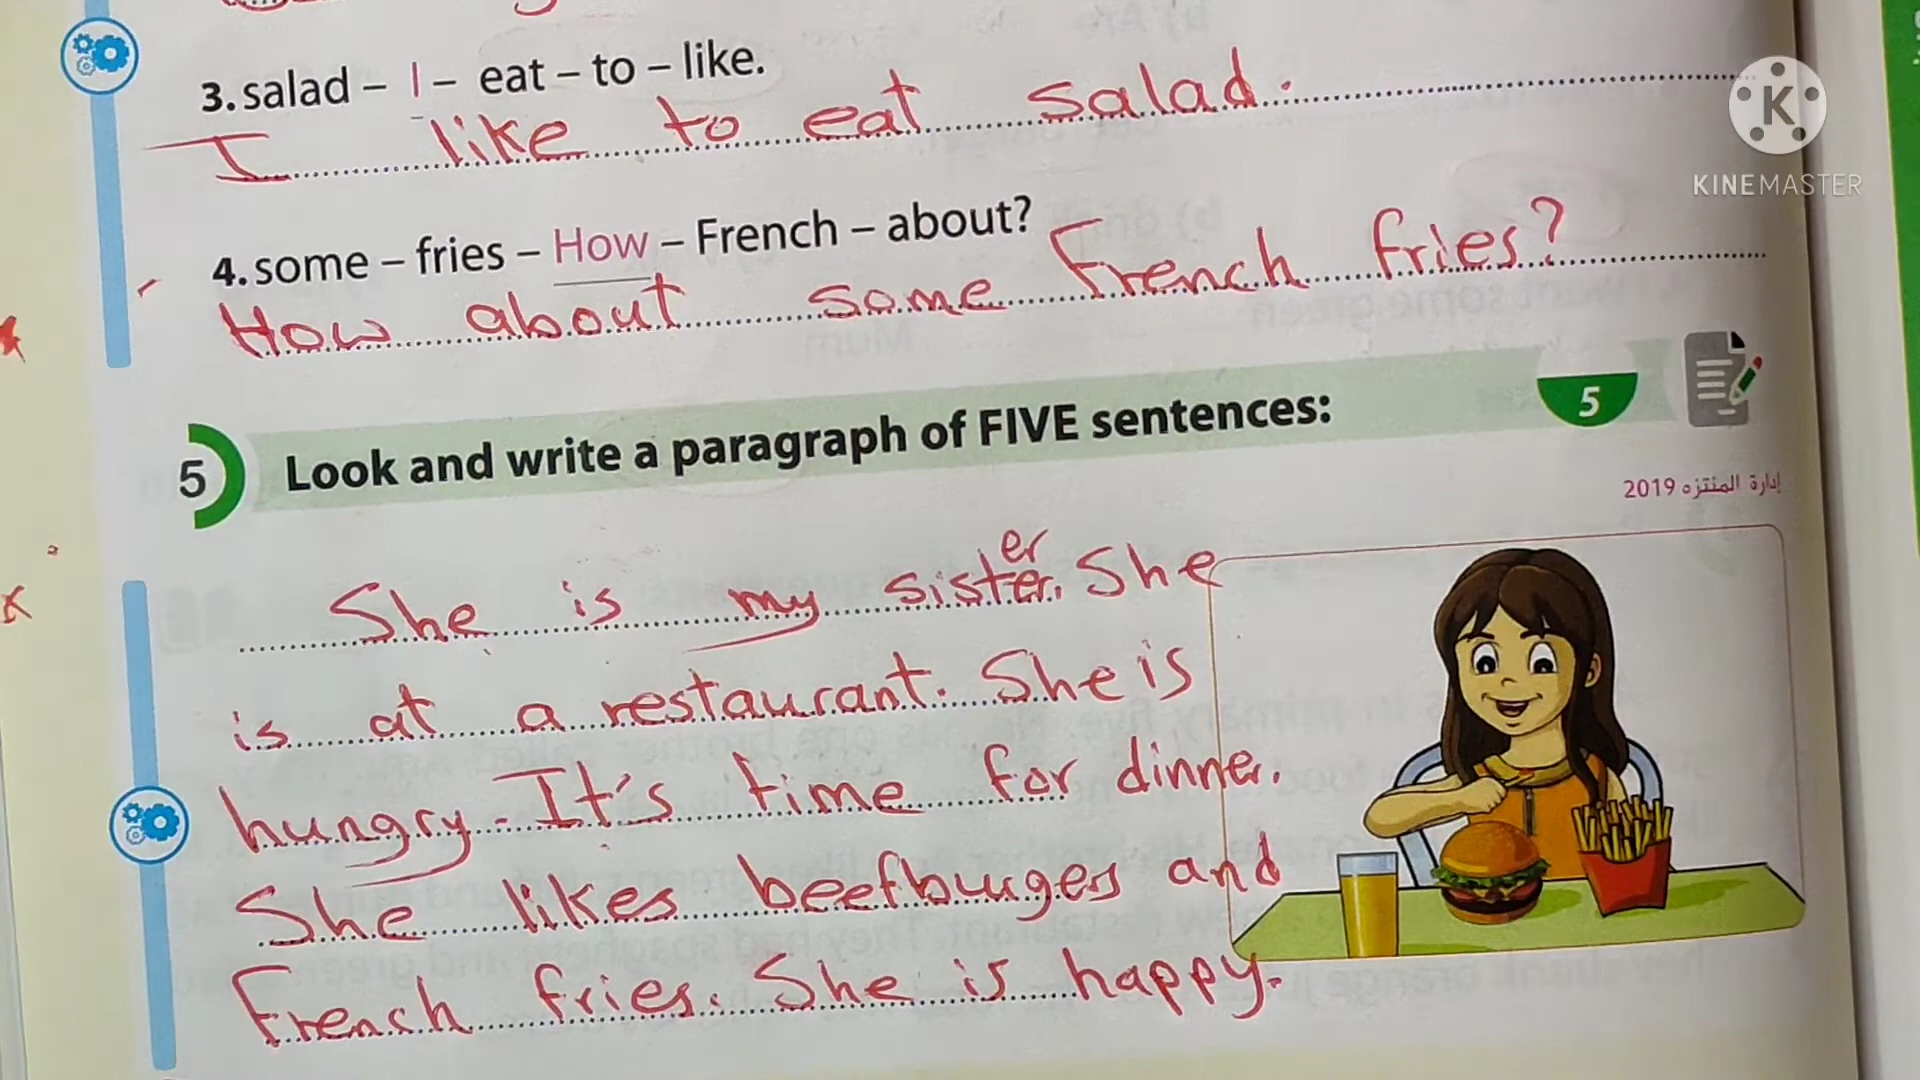 3. salad – I – eat – to – like.
I like to eat salad.
KINEMASTER
4. some – fries – How – French – about?
How about some French fries?
5
5 Look and write a paragraph of FIVE sentences:
إدارة المنتزه 2019
er
She is my sister. She
is at a restaurant. She is
hungry. It's time for dinner.
She likes beefburgers and
French fries. She is happy.